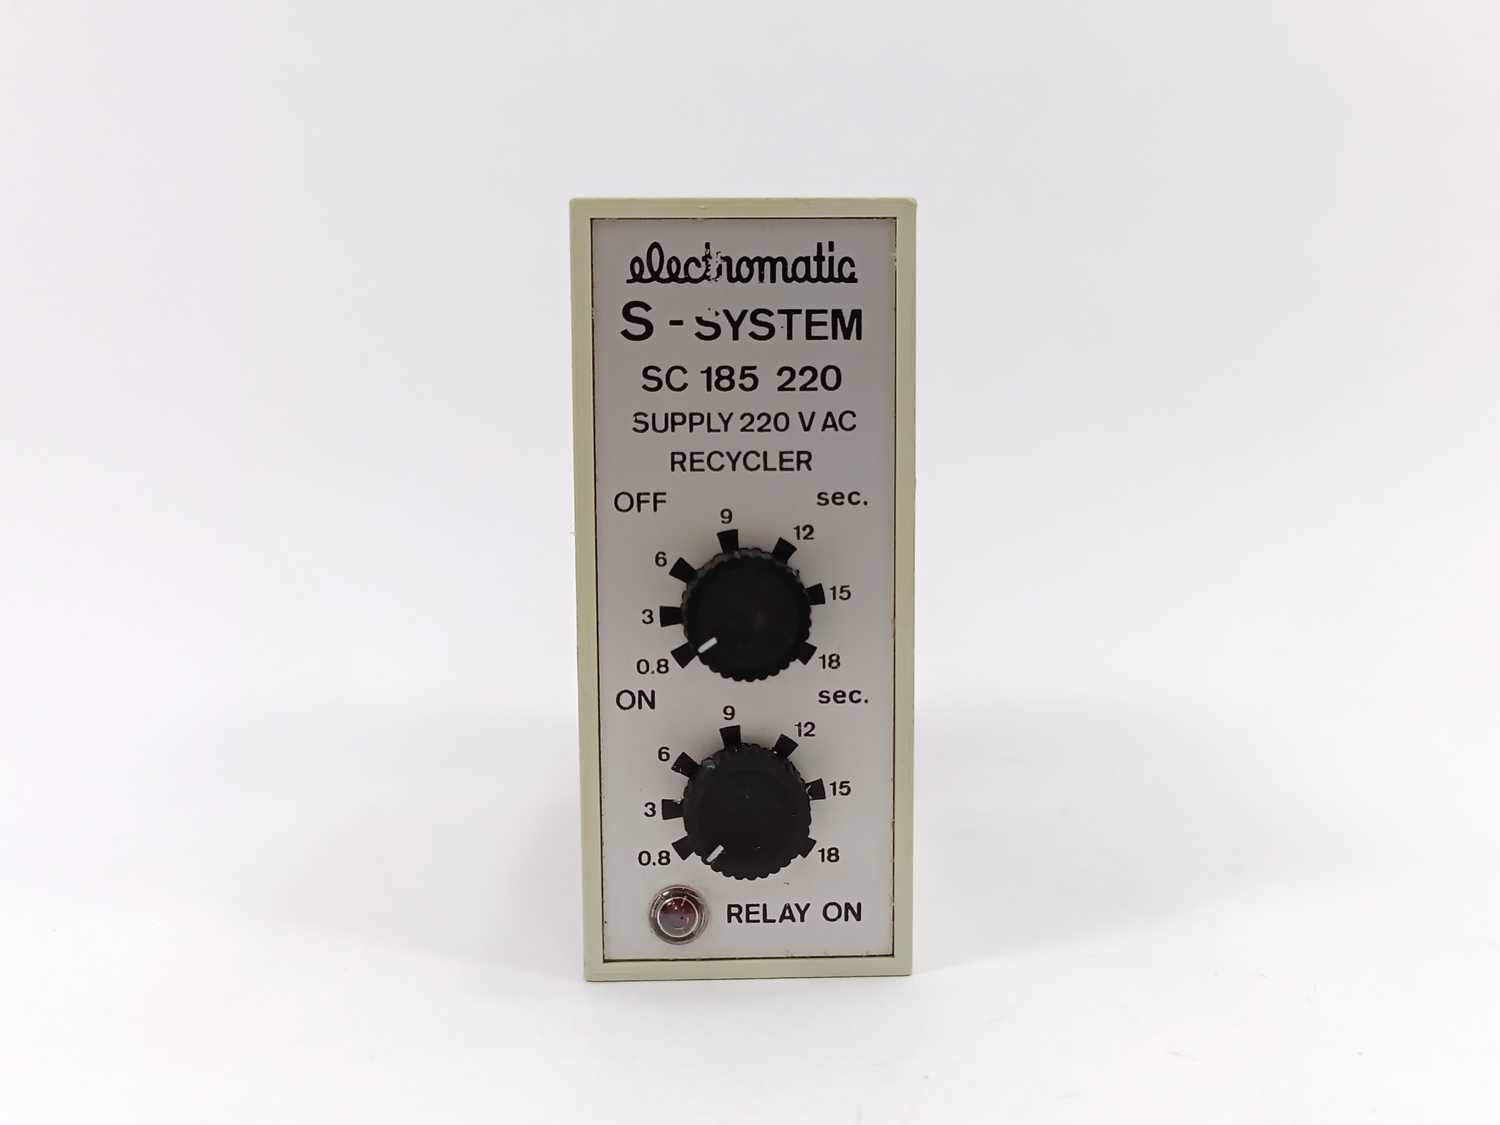 electromatic
S - SYSTEM
SC 185 220
SUPPLY 220 V AC
RECYCLER
OFF sec.
0.8 3 6 9 12 15 18
ON sec.
0.8 3 6 9 12 15 18
RELAY ON